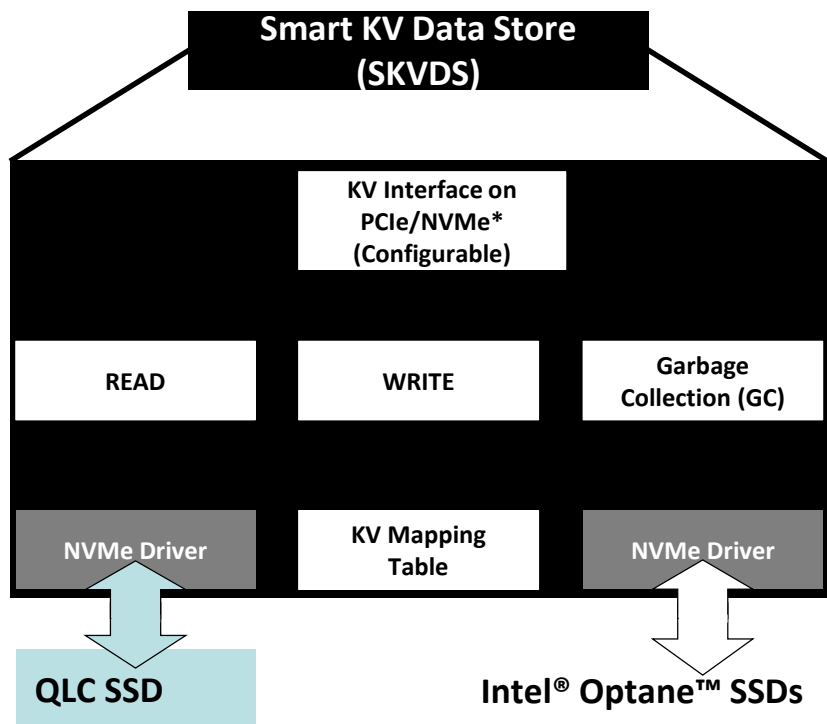 Smart KV Data Store
(SKVDS)
KV Interface on
PCIe/NVMe*
(Configurable)
READ
WRITE
Garbage
Collection (GC)
NVMe Driver
KV Mapping
Table
NVMe Driver
QLC SSD
Intel® Optane™ SSDs